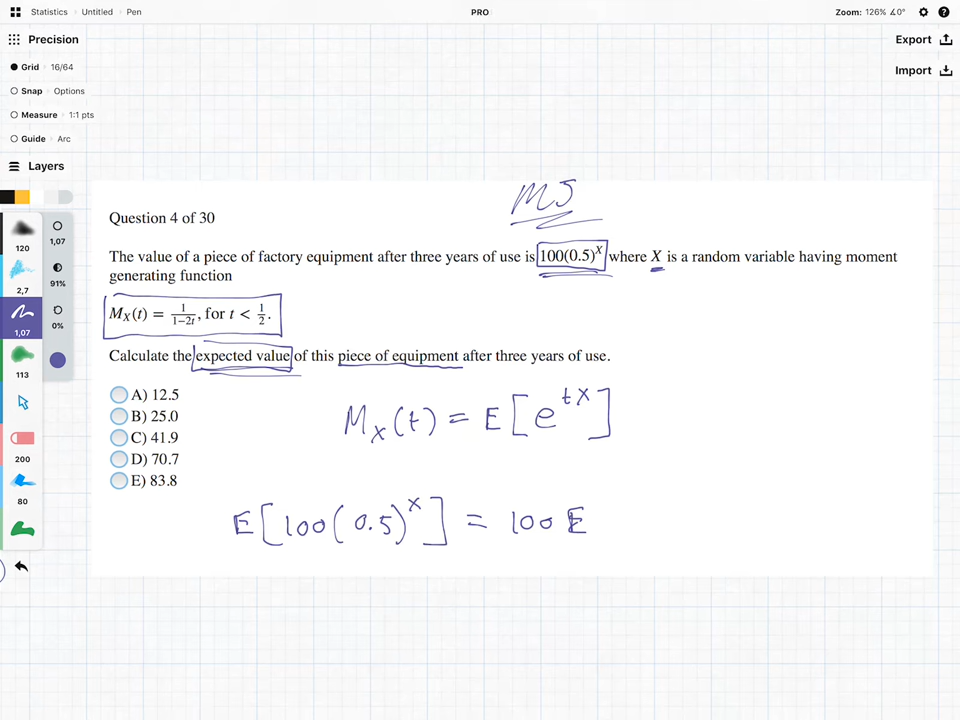 Statistics › Untitled › Pen
PRO
Zoom: 126% ∡0°
Precision
Export
Grid › 16/64
Import
Snap › Options
Measure › 1:1 pts
Guide › Arc
Layers
120
1,07
2,7
91%
1,07
0%
113
200
80
MJ
Question 4 of 30
The value of a piece of factory equipment after three years of use is 100(0.5)^X where X is a random variable having moment
generating function
M_X(t) = 1/(1−2t), for t < 1/2.
Calculate the expected value of this piece of equipment after three years of use.
A) 12.5
B) 25.0
C) 41.9
D) 70.7
E) 83.8
M_X(t) = E[e^{tX}]
E[100(0.5)^X] = 100 E